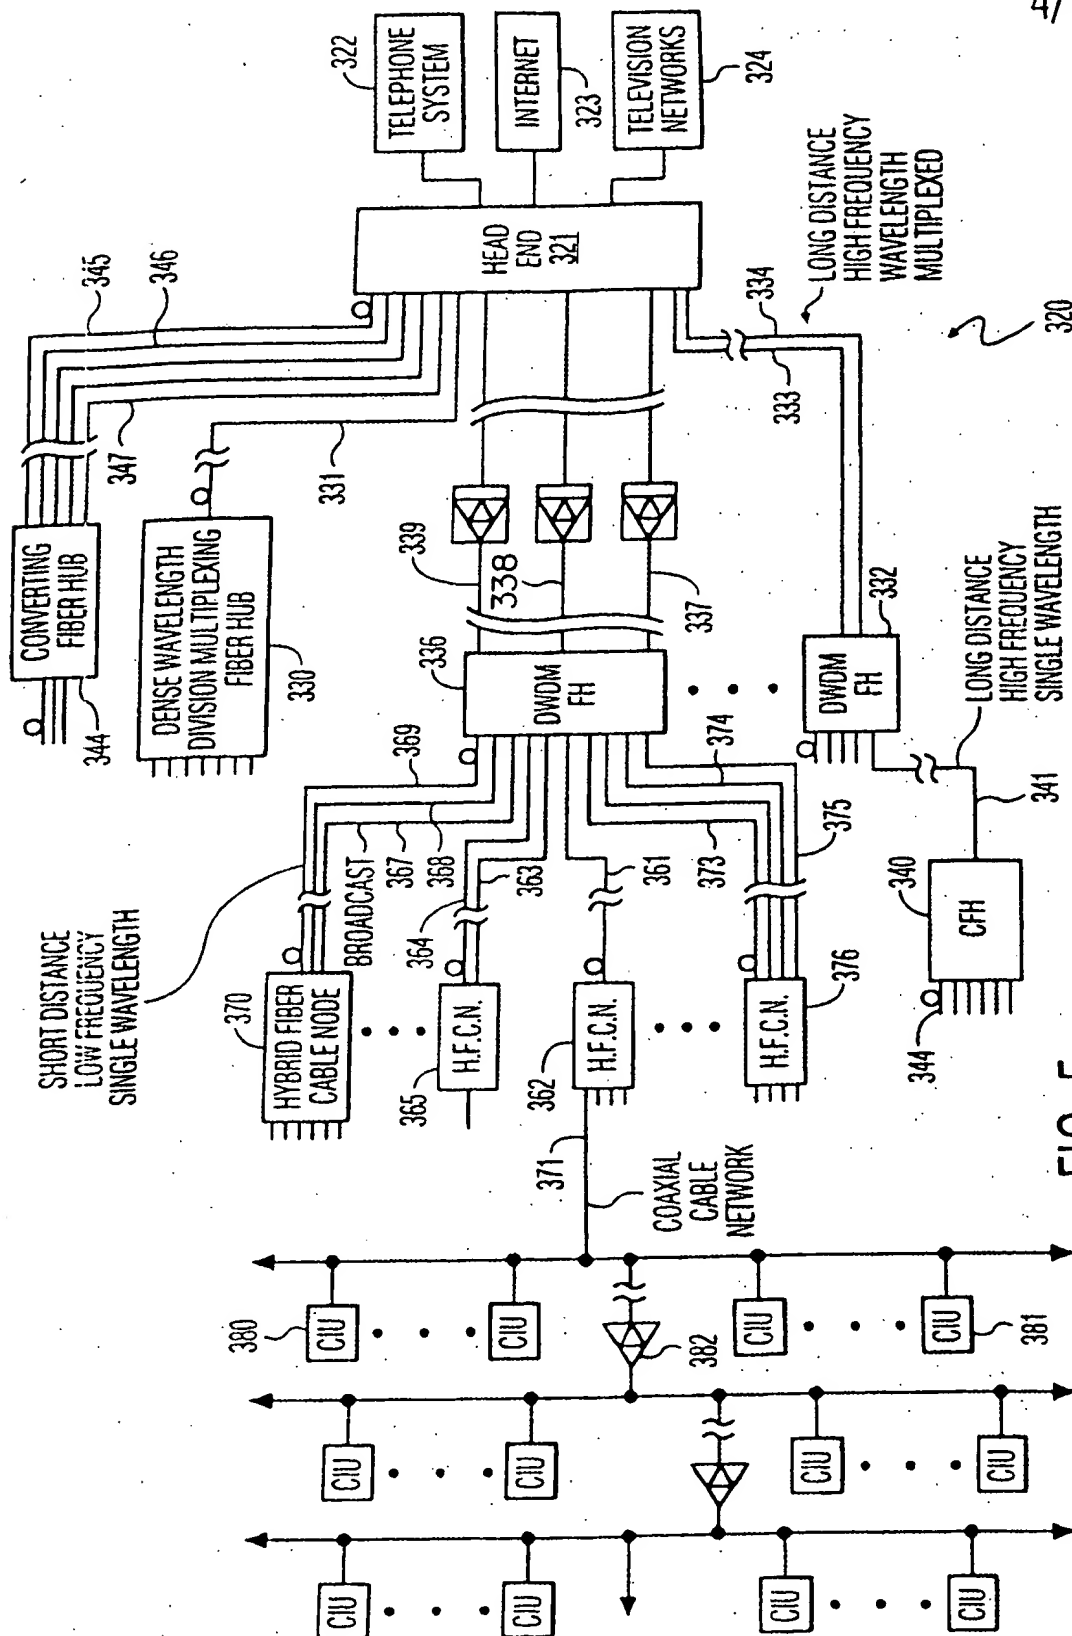 4/
TELEPHONE
SYSTEM
322
INTERNET
323
TELEVISION
NETWORKS
324
HEAD
END
321
345
346
347
331
LONG DISTANCE
HIGH FREQUENCY
WAVELENGTH
MULTIPLEXED
334
333
320
CONVERTING
FIBER HUB
344
DENSE WAVELENGTH
DIVISION MULTIPLEXING
FIBER HUB
330
339
338
337
336
DWDM
FH
332
DWDM
FH
LONG DISTANCE
HIGH FREQUENCY
SINGLE WAVELENGTH
341
340
CFH
344
369
368
367
BROADCAST
364
363
361
373
374
375
SHORT DISTANCE
LOW FREQUENCY
SINGLE WAVELENGTH
370
HYBRID FIBER
CABLE NODE
365
H.F.C.N.
362
H.F.C.N.
376
H.F.C.N.
371
COAXIAL
CABLE
NETWORK
380
CIU
CIU
CIU
CIU
381
382
CIU
CIU
CIU
CIU
CIU
CIU
CIU
CIU